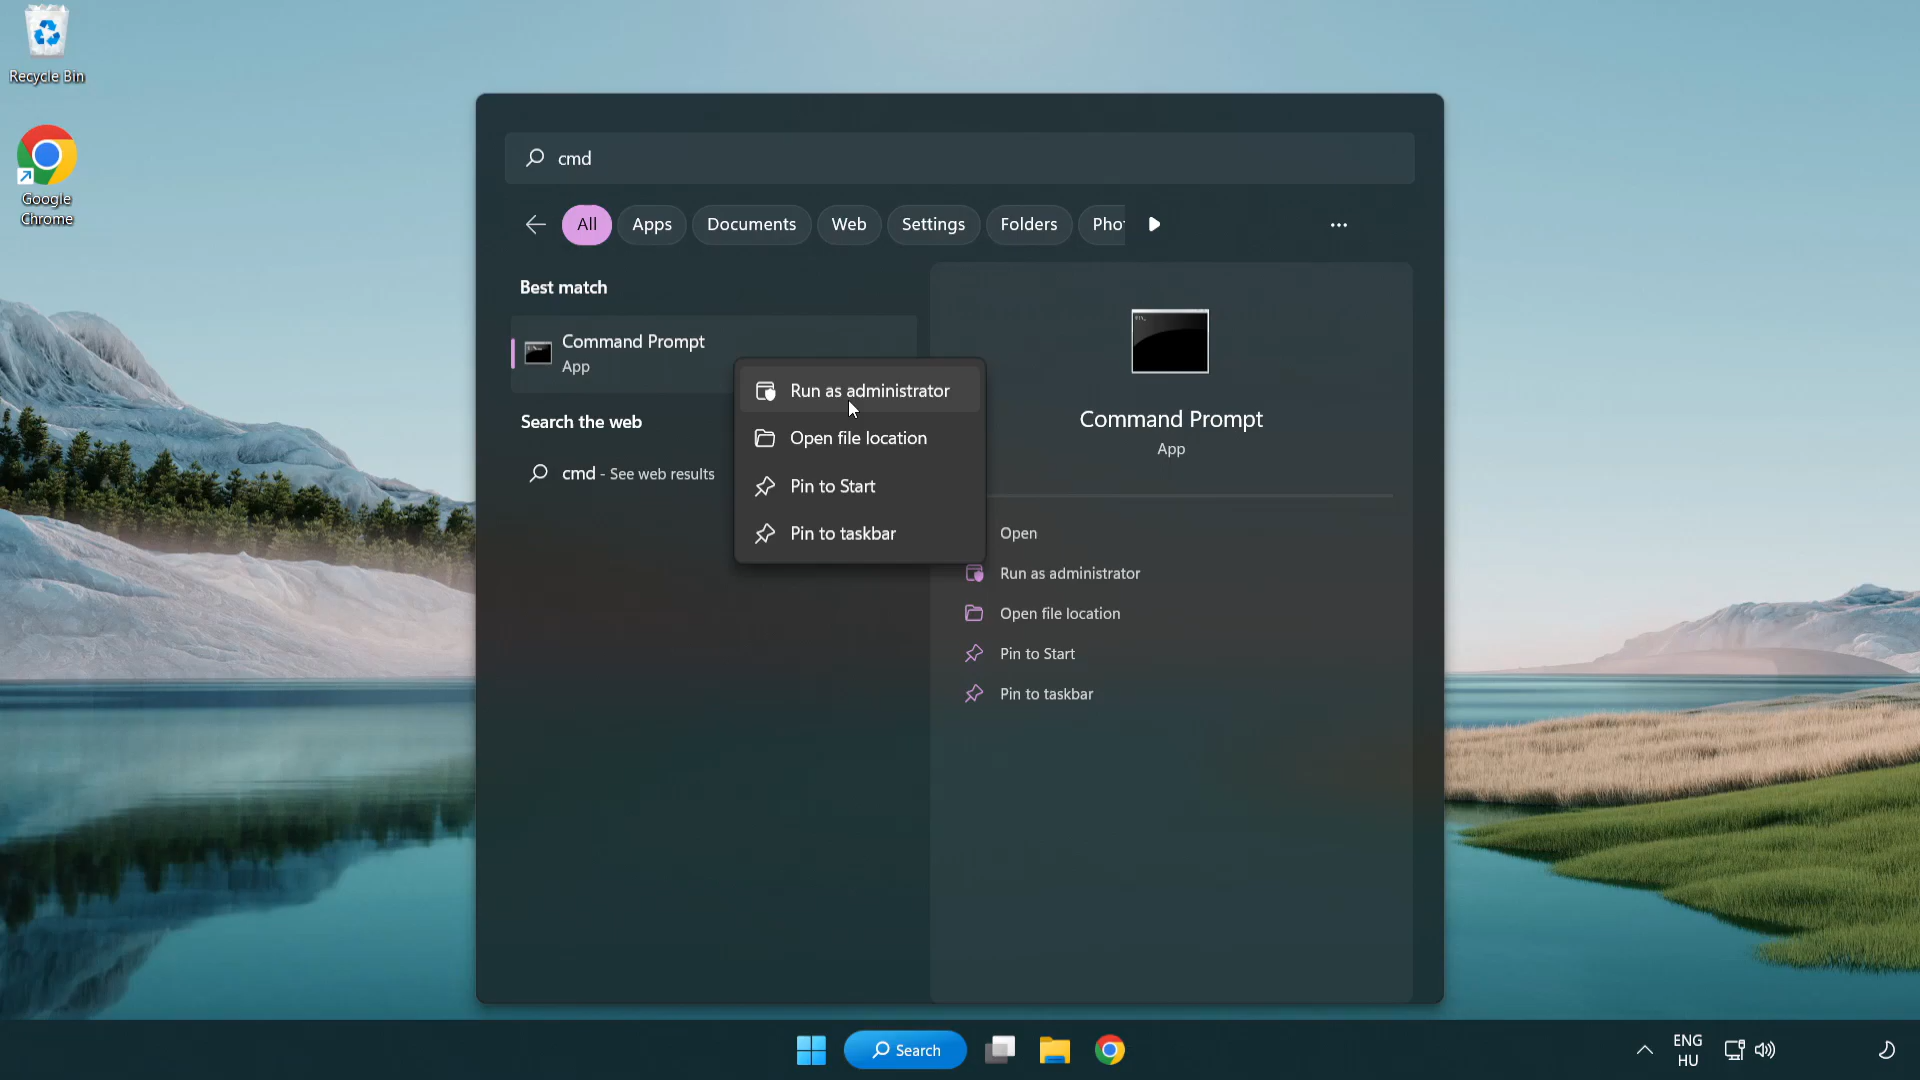 Recycle Bin
Google
Chrome
cmd
All Apps Documents Web Settings Folders Pho
Best match
Command Prompt
App
Search the web
cmd - See web results
Run as administrator
Open file location
Pin to Start
Pin to taskbar
Command Prompt
App
Open
Run as administrator
Open file location
Pin to Start
Pin to taskbar
Search
ENG
HU